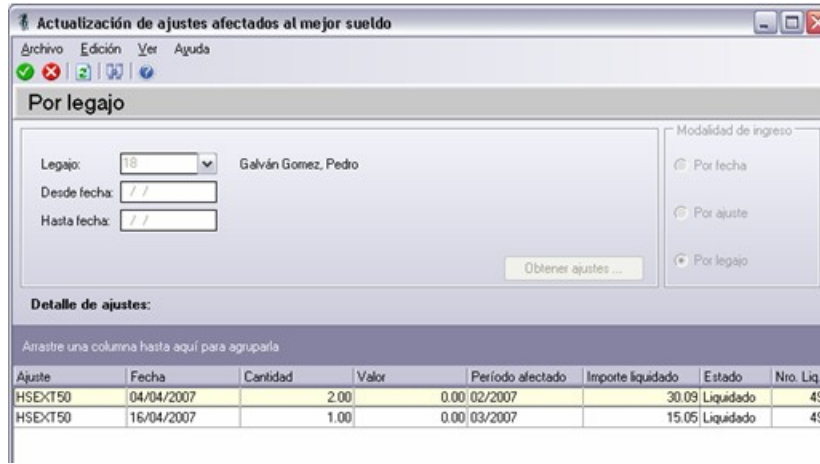 Actualización de ajustes afectados al mejor sueldo
Archivo Edición Ver Ayuda
Por legajo
Modalidad de ingreso
Legajo: 18 Galván Gomez, Pedro
Por fecha
Desde fecha: / /
Por ajuste
Hasta fecha: / /
Obtener ajustes ...
Por legajo
Detalle de ajustes:
Arrastre una columna hasta aquí para agruparla
Ajuste Fecha Cantidad Valor Período afectado Importe liquidado Estado Nro. Liq.
HSEXT50 04/04/2007 2.00 0.00 02/2007 30.09 Liquidado
HSEXT50 16/04/2007 1.00 0.00 03/2007 15.05 Liquidado